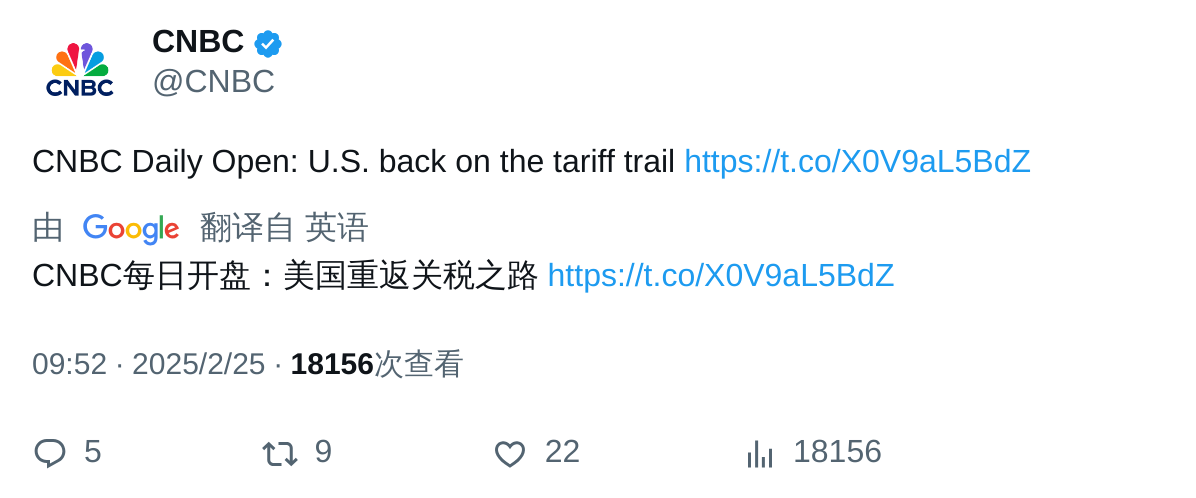 CNBC
CNBC
@CNBC
CNBC Daily Open: U.S. back on the tariff trail https://t.co/X0V9aL5BdZ
由 Google 翻译自 英语
CNBC每日开盘：美国重返关税之路 https://t.co/X0V9aL5BdZ
09:52 · 2025/2/25 · 18156次查看
5 9 22 18156